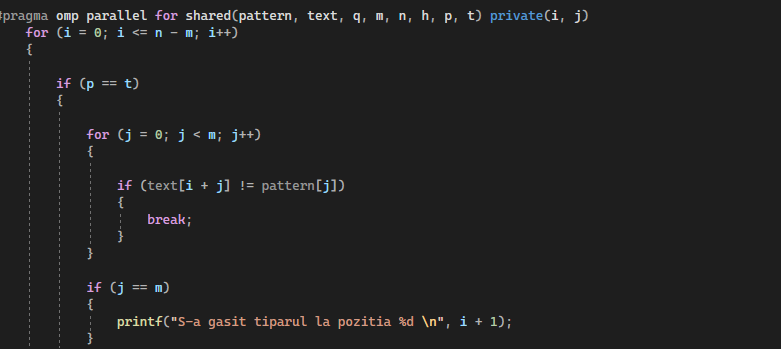 #pragma omp parallel for shared(pattern, text, q, m, n, h, p, t) private(i, j)
for (i = 0; i <= n - m; i++)
{
if (p == t)
{
for (j = 0; j < m; j++)
{
if (text[i + j] != pattern[j])
{
break;
}
}
if (j == m)
{
printf("S-a gasit tiparul la pozitia %d \n", i + 1);
}